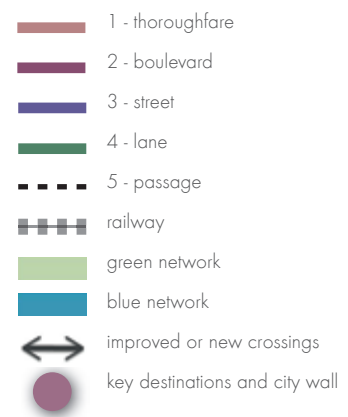 1 - thoroughfare
2 - boulevard
3 - street
4 - lane
5 - passage
railway
green network
blue network
improved or new crossings
key destinations and city wall